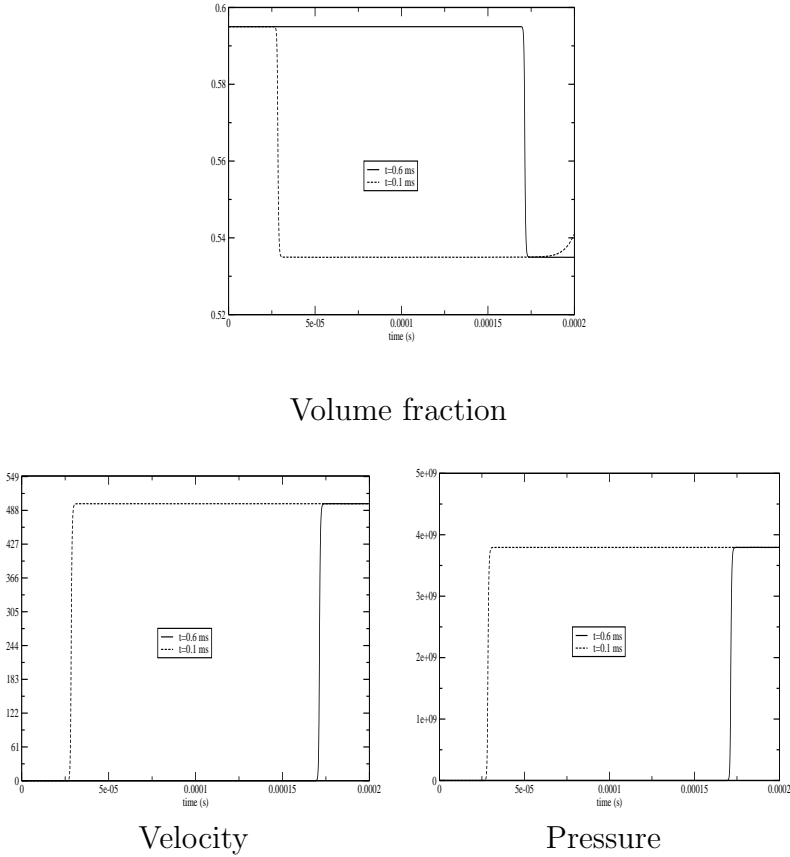 0.6
0.58
0.56
t=0.6 ms
t=0.1 ms
0.54
0.52
0 5e-05 0.0001 0.00015 0.0002
time (s)
Volume fraction
549
488
427
366
305
244
183
122
61
0
t=0.6 ms
t=0.1 ms
0 5e-05 0.0001 0.00015 0.0002
time (s)
Velocity
5e+09
4e+09
3e+09
2e+09
1e+09
0
t=0.6 ms
t=0.1 ms
0 5e-05 0.0001 0.00015 0.0002
time (s)
Pressure